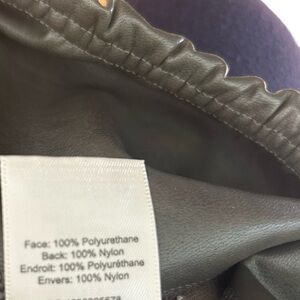 Face: 100% Polyurethane
Back: 100% Nylon
Endroit: 100% Polyuréthane
Envers: 100% Nylon